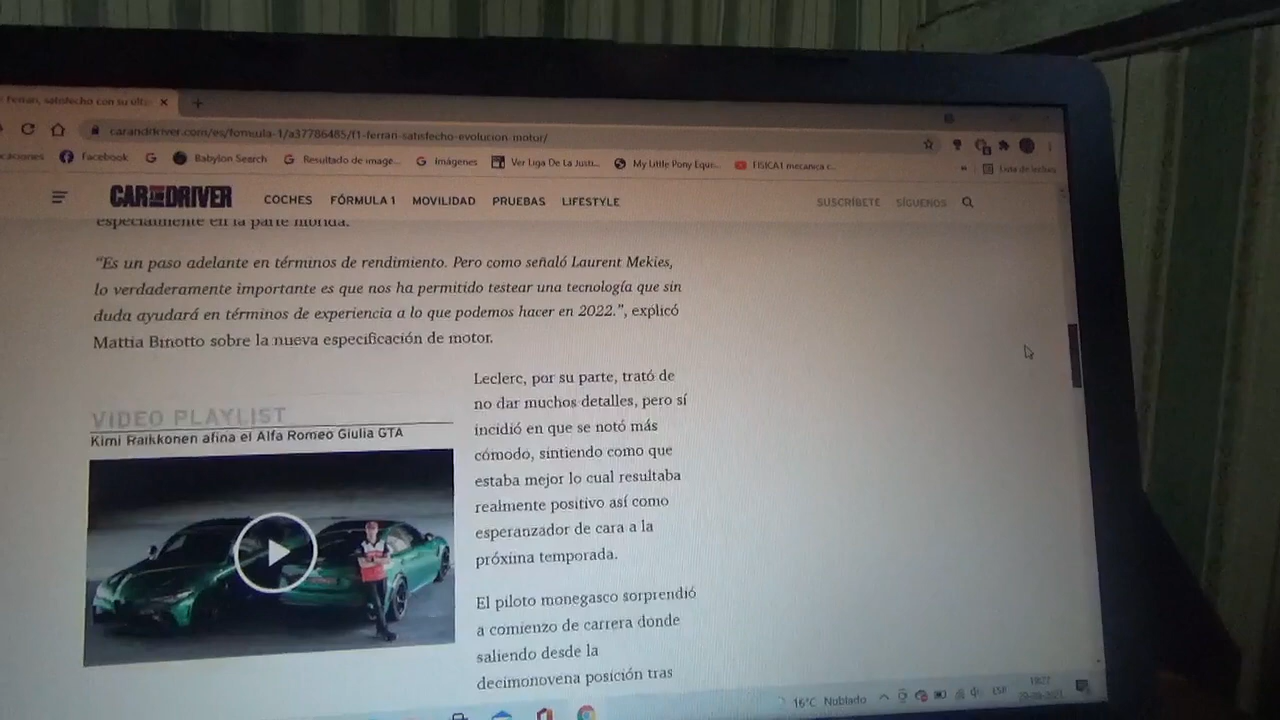 Ferrari, satisfecho con su últi
carandriver.com/es/formula-1/a37786485/f1-ferrari-satisfecho-evolucion-motor/
caciones Facebook G Babylon Search Resultado de image... Imágenes Ver Liga De La Justi... My Little Pony Eque... FISICA1 mecanica c... » Lista de lectura
CAR AND DRIVER COCHES FÓRMULA 1 MOVILIDAD PRUEBAS LIFESTYLE SUSCRÍBETE SÍGUENOS
especialmente en la parte híbrida.
“Es un paso adelante en términos de rendimiento. Pero como señaló Laurent Mekies,
lo verdaderamente importante es que nos ha permitido testear una tecnología que sin
duda ayudará en términos de experiencia a lo que podemos hacer en 2022.”, explicó
Mattia Binotto sobre la nueva especificación de motor.
VIDEO PLAYLIST
Kimi Raikkonen afina el Alfa Romeo Giulia GTA
Leclerc, por su parte, trató de
no dar muchos detalles, pero sí
incidió en que se notó más
cómodo, sintiendo como que
estaba mejor lo cual resultaba
realmente positivo así como
esperanzador de cara a la
próxima temporada.
El piloto monegasco sorprendió
a comienzo de carrera donde
saliendo desde la
decimonovena posición tras
16°C Nublado ESP